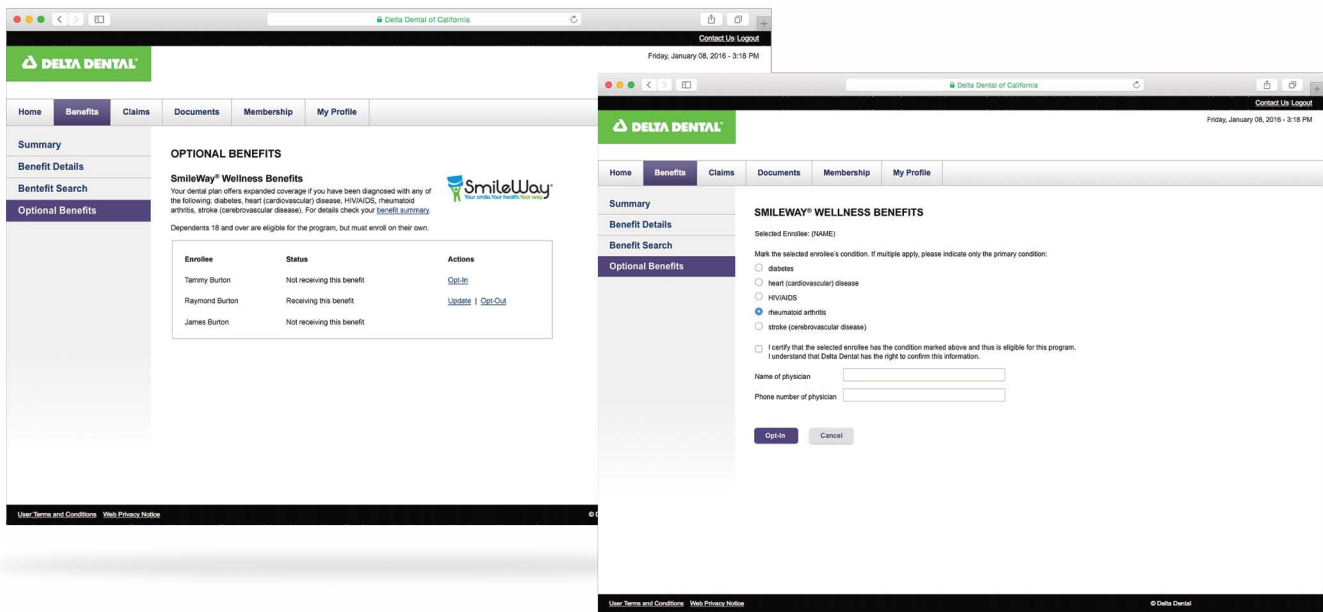 Delta Dental of California
Contact Us Logout
DELTA DENTAL®
Friday, January 08, 2016 - 3:18 PM
Home Benefits Claims Documents Membership My Profile
Summary
Benefit Details
Bentefit Search
Optional Benefits
OPTIONAL BENEFITS
SmileWay® Wellness Benefits
Your dental plan offers expanded coverage if you have been diagnosed with any of
the following: diabetes, heart (cardiovascular) disease, HIV/AIDS, rheumatoid
arthritis, stroke (cerebrovascular disease). For details check your benefit summary.
SmileWay®
Your smile. Your health. Your way.
Dependents 18 and over are eligible for the program, but must enroll on their own.
Enrollee Status Actions
Tammy Burton Not receiving this benefit Opt-In
Raymond Burton Receiving this benefit Update | Opt-Out
James Burton Not receiving this benefit
User Terms and Conditions Web Privacy Notice ©
Delta Dental of California
Contact Us Logout
DELTA DENTAL®
Friday, January 08, 2016 - 3:18 PM
Home Benefits Claims Documents Membership My Profile
Summary
Benefit Details
Benefit Search
Optional Benefits
SMILEWAY® WELLNESS BENEFITS
Selected Enrollee: (NAME)
Mark the selected enrollee's condition. If multiple apply, please indicate only the primary condition:
diabetes
heart (cardiovascular) disease
HIV/AIDS
rheumatoid arthritis
stroke (cerebrovascular disease)
I certify that the selected enrollee has the condition marked above and thus is eligible for this program.
I understand that Delta Dental has the right to confirm this information.
Name of physician
Phone number of physician
Opt-In Cancel
User Terms and Conditions Web Privacy Notice © Delta Dental